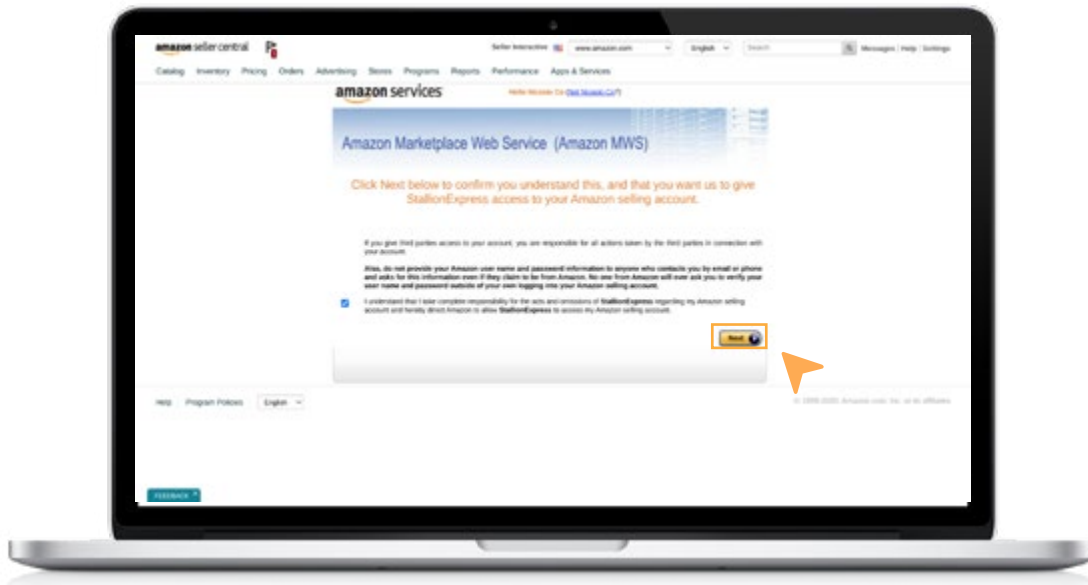 amazon seller central
Seller Interactive www.amazon.com English Search Messages | Help | Settings
Catalog Inventory Pricing Orders Advertising Stores Programs Reports Performance Apps & Services
amazon services
Amazon Marketplace Web Service (Amazon MWS)
Click Next below to confirm you understand this, and that you want us to give
StallionExpress access to your Amazon selling account.
If you give third parties access to your account, you are responsible for all actions taken by the third parties in connection with
your account.
Also, do not provide your Amazon user name and password information to anyone who contacts you by email or phone
and asks for this information even if they claim to be from Amazon. No one from Amazon will ever ask you to verify your
user name and password outside of your own logging into your Amazon selling account.
I understand that I take complete responsibility for the acts and omissions of StallionExpress regarding my Amazon selling
account and hereby direct Amazon to allow StallionExpress to access my Amazon selling account.
Next
Help Program Policies English © 1999-2020, Amazon.com, Inc. or its affiliates
FEEDBACK